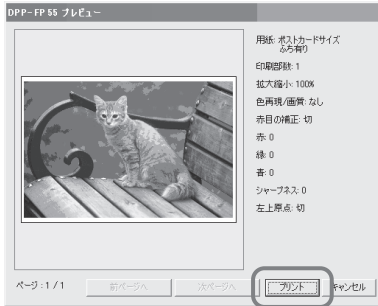 DPP-FP55 プレビュー
用紙: ポストカードサイズ
ふち有り
印刷部数: 1
拡大縮小: 100%
色再現/画質: なし
赤目の補正: 切
赤: 0
緑: 0
青: 0
シャープネス: 0
左上原点: 切
ページ: 1 / 1
前ページへ
次ページへ
プリント
キャンセル